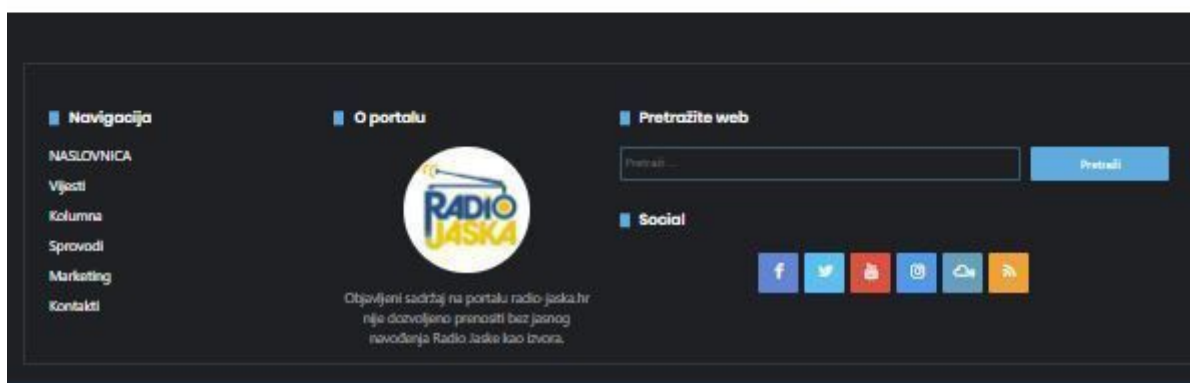 Navigacija
NASLOVNICA
Vijesti
Kolumna
Sprovodi
Marketing
Kontakti
O portalu
RADIO
JASKA
Objavljeni sadržaj na portalu radio-jaska.hr
nije dozvoljeno prenositi bez jasnog
navođenja Radio Jaske kao izvora.
Pretražite web
Pretraži ...
Pretraži
Social